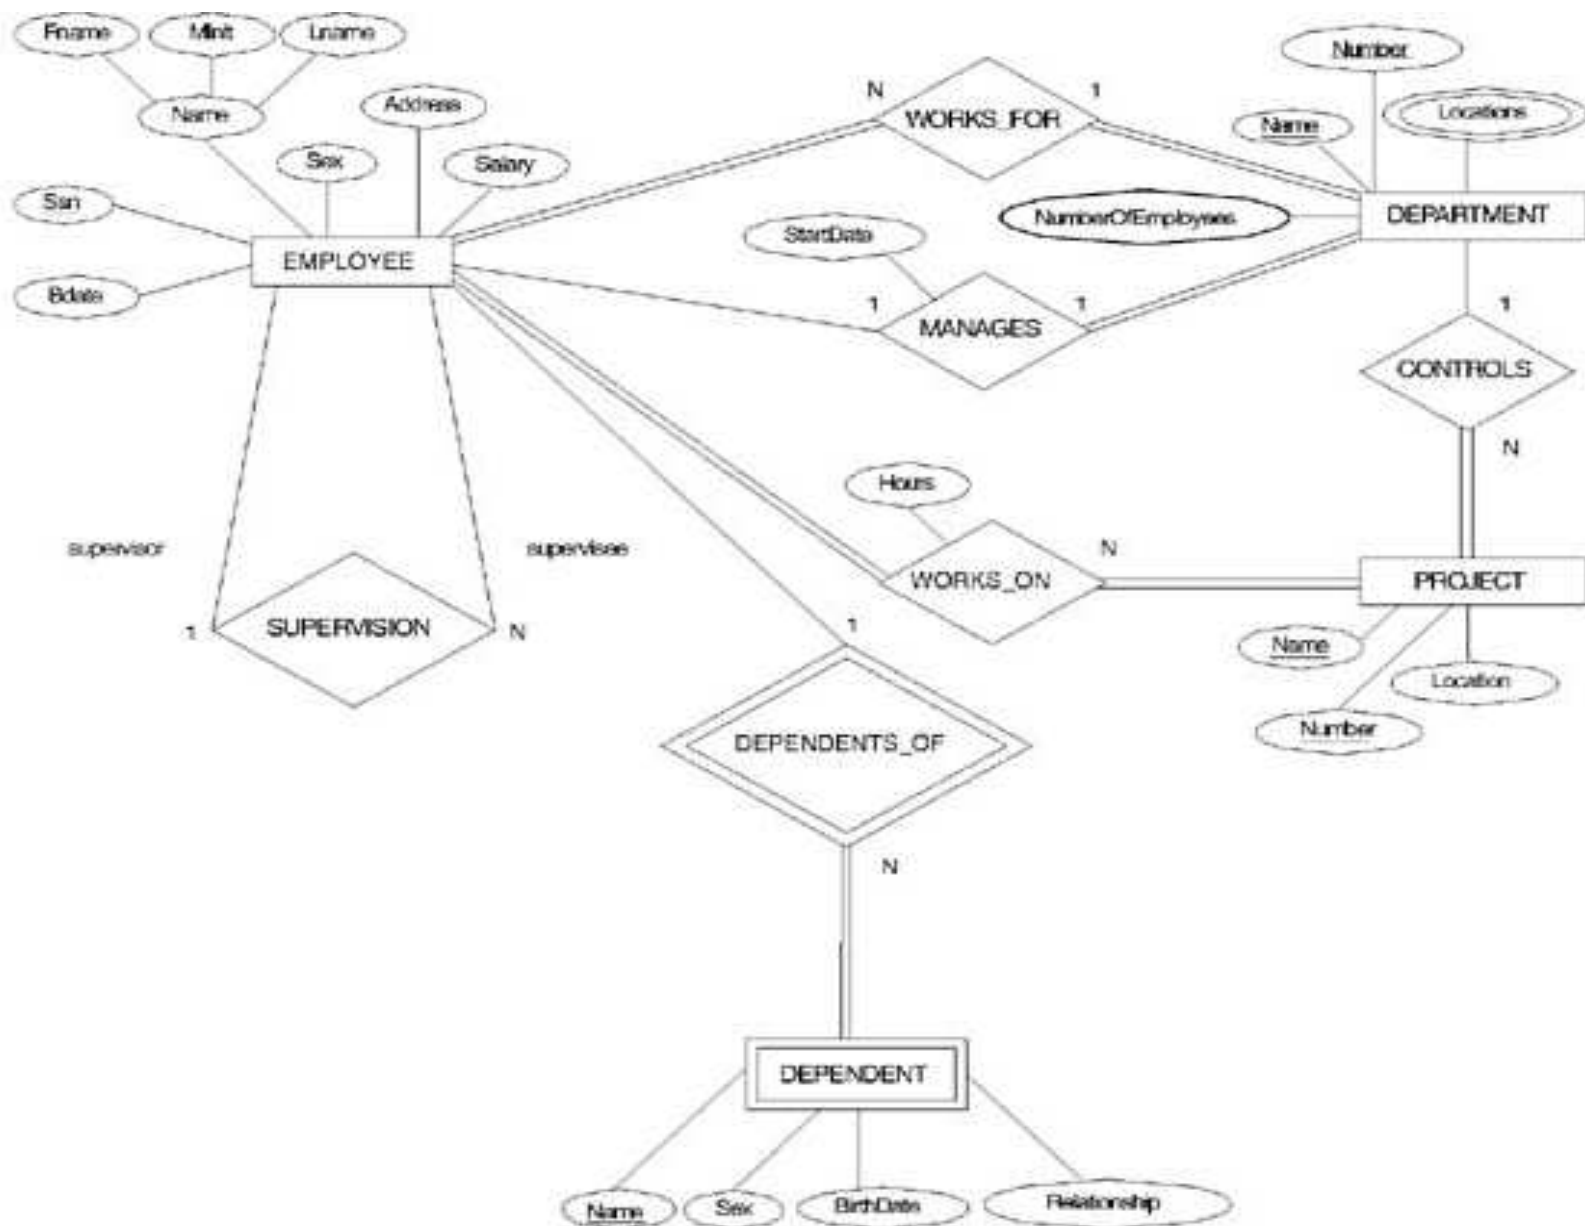 Fname
Minit
Lname
Number
Name
Address
N
WORKS_FOR
1
Locations
Name
Sex
Salary
Ssn
NumberOfEmployees
DEPARTMENT
StartDate
EMPLOYEE
Bdate
1
MANAGES
1
1
CONTROLS
N
Hours
supervisor
supervisee
N
WORKS_ON
PROJECT
1
SUPERVISION
N
1
Name
Location
Number
DEPENDENTS_OF
N
DEPENDENT
Name
Sex
BirthDate
Relationship